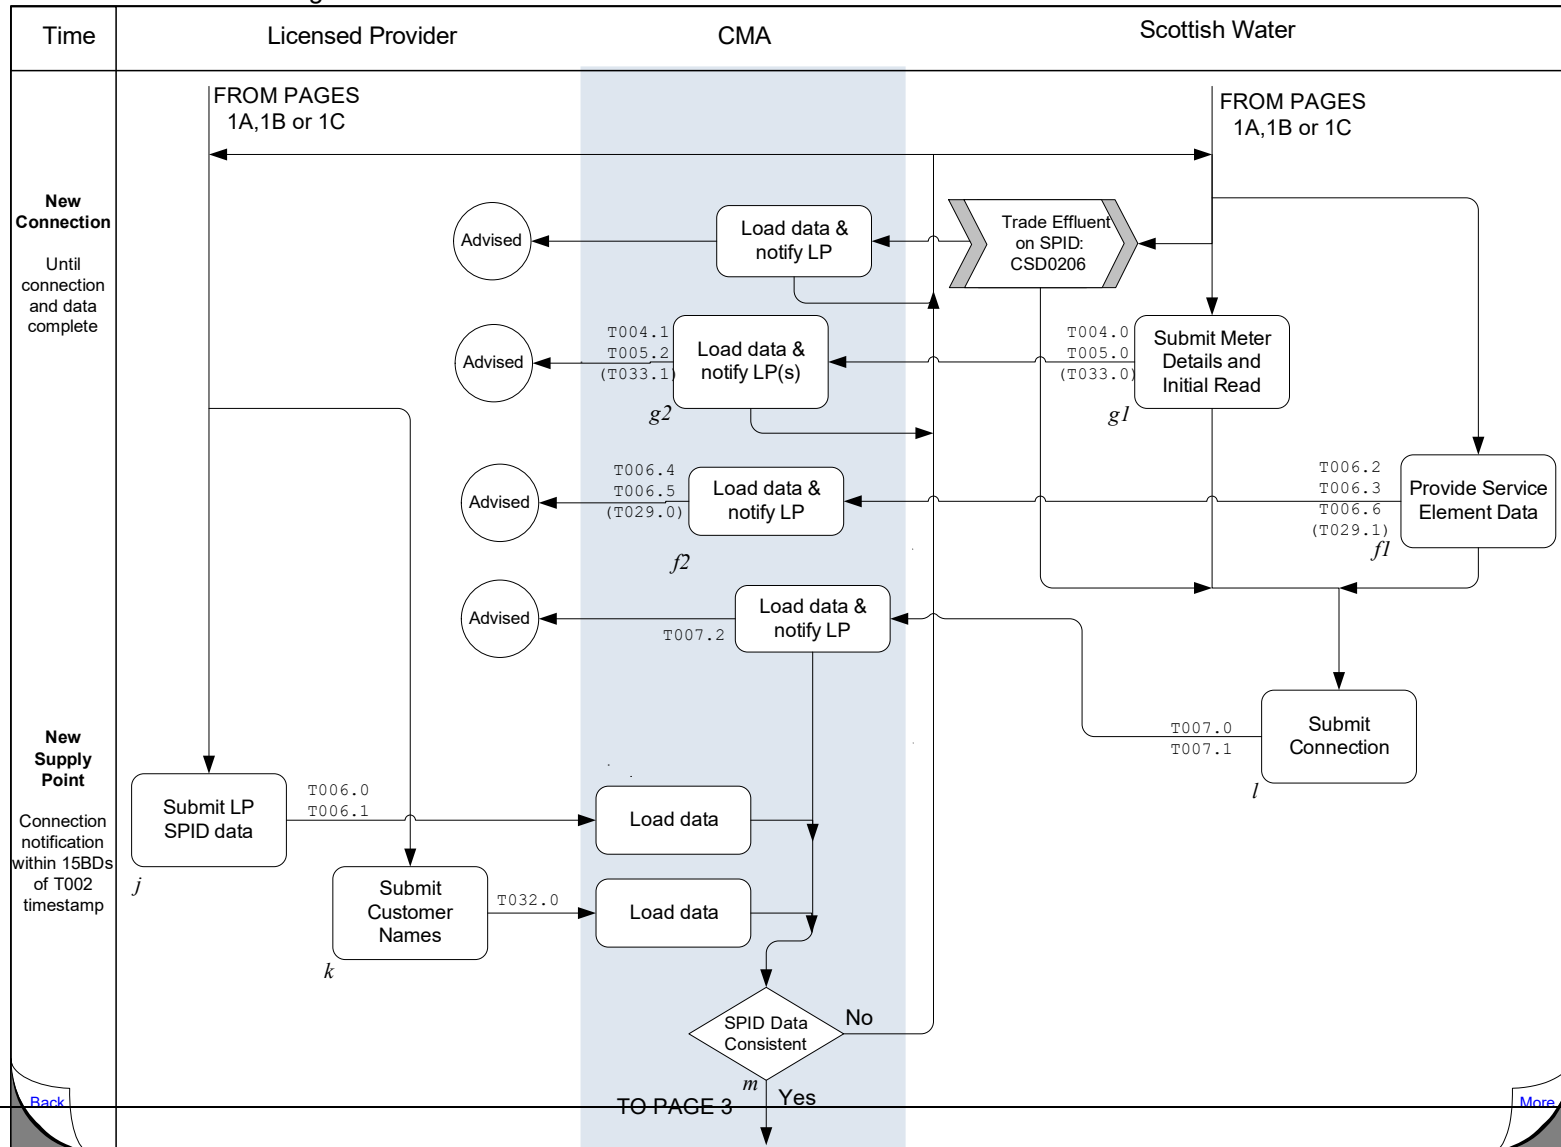 Time
Licensed Provider
CMA
Scottish Water
FROM PAGES
1A,1B or 1C
FROM PAGES
1A,1B or 1C
New
Connection
Until
connection
and data
complete
Advised
Load data &
notify LP
Trade Effluent
on SPID:
CSD0206
Advised
T004.1
T005.2
(T033.1)
Load data &
notify LP(s)
g2
T004.0
T005.0
(T033.0)
Submit Meter
Details and
Initial Read
g1
Advised
T006.4
T006.5
(T029.0)
Load data &
notify LP
f2
T006.2
T006.3
T006.6
(T029.1)
Provide Service
Element Data
f1
Advised
T007.2
Load data &
notify LP
T007.0
T007.1
Submit
Connection
l
New
Supply
Point
Connection
notification
within 15BDs
of T002
timestamp
Submit LP
SPID data
j
T006.0
T006.1
Load data
Submit
Customer
Names
k
T032.0
Load data
SPID Data
Consistent
m
No
Yes
TO PAGE 3
Back
More